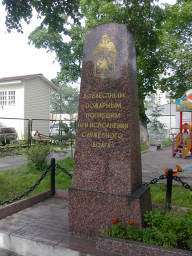 ДОБЛЕСТНЫМ
ПОЖАРНЫМ
ПОГИБШИМ
ПРИ ИСПОЛНЕНИИ
СЛУЖЕБНОГО
ДОЛГА